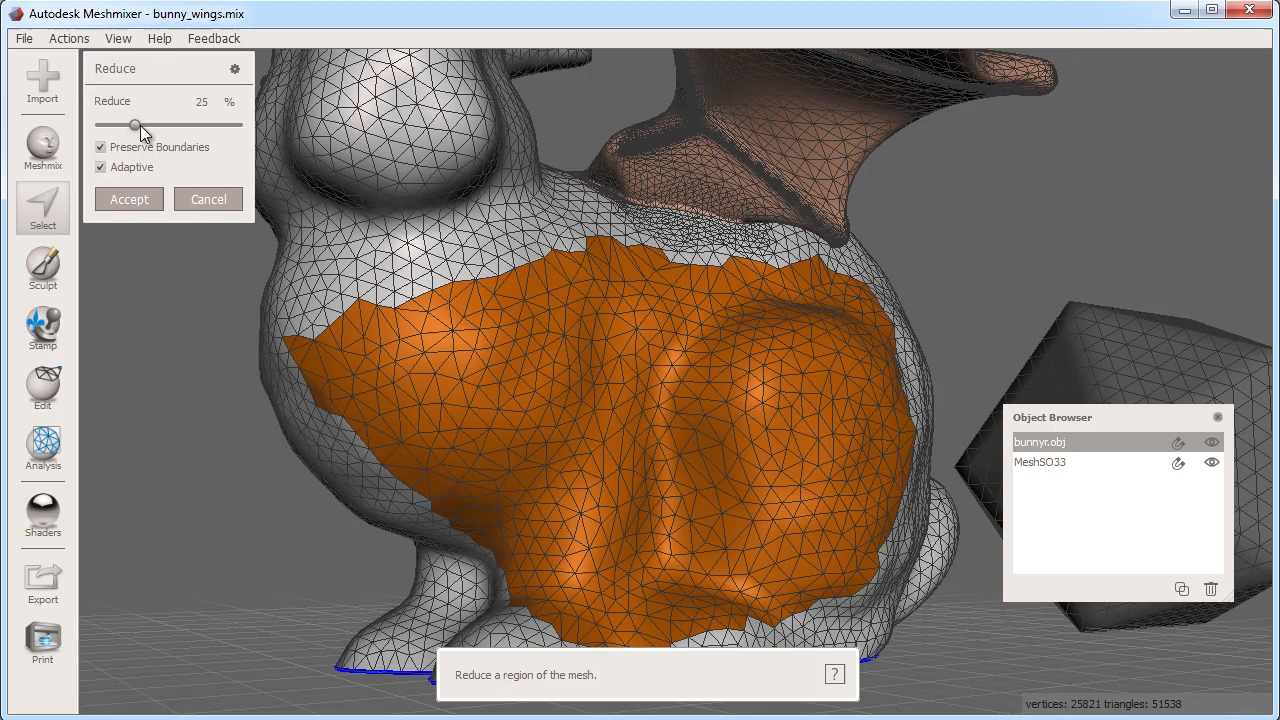 Autodesk Meshmixer - bunny_wings.mix
File Actions View Help Feedback
Import
Meshmix
Select
Sculpt
Stamp
Edit
Analysis
Shaders
Export
Print
Reduce
Reduce 25 %
Preserve Boundaries
Adaptive
Accept Cancel
Object Browser
bunnyr.obj
MeshSO33
Reduce a region of the mesh.
?
vertices: 25821 triangles: 51538